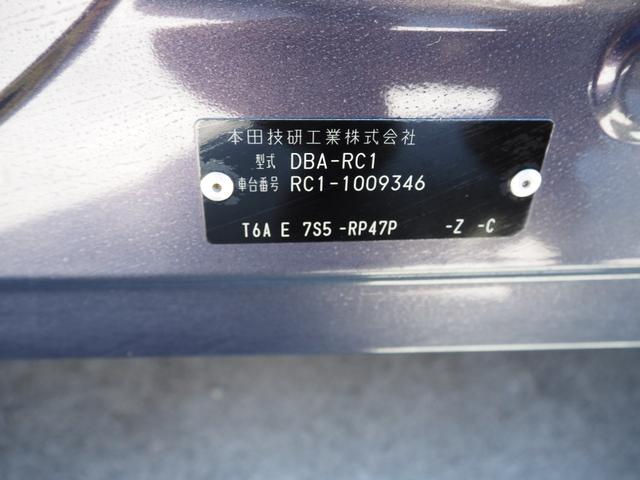 本田技研工業株式会社
型式 DBA-RC1
車台番号 RC1-1009346
T6A E 7S5 -RP47P -Z -C